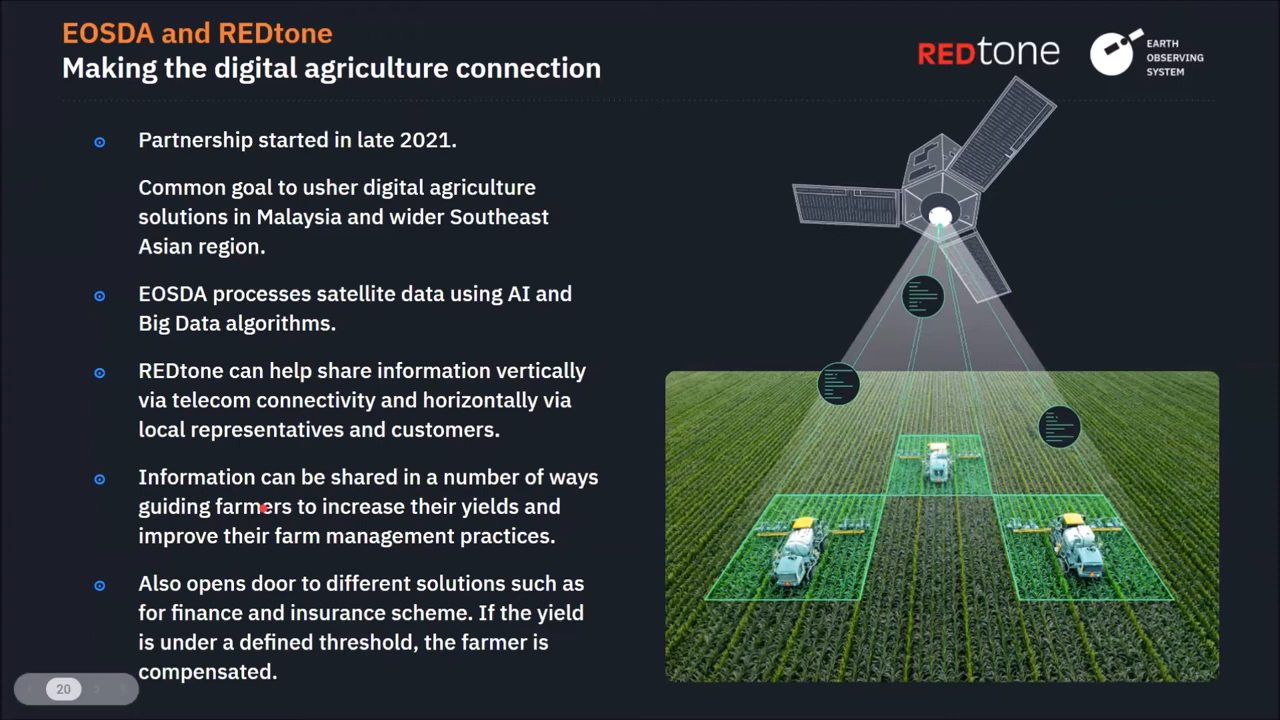 EOSDA and REDtone
Making the digital agriculture connection
REDtone
EARTH
OBSERVING
SYSTEM
Partnership started in late 2021.
Common goal to usher digital agriculture
solutions in Malaysia and wider Southeast
Asian region.
EOSDA processes satellite data using AI and
Big Data algorithms.
REDtone can help share information vertically
via telecom connectivity and horizontally via
local representatives and customers.
Information can be shared in a number of ways
guiding farmers to increase their yields and
improve their farm management practices.
Also opens door to different solutions such as
for finance and insurance scheme. If the yield
is under a defined threshold, the farmer is
compensated.
20